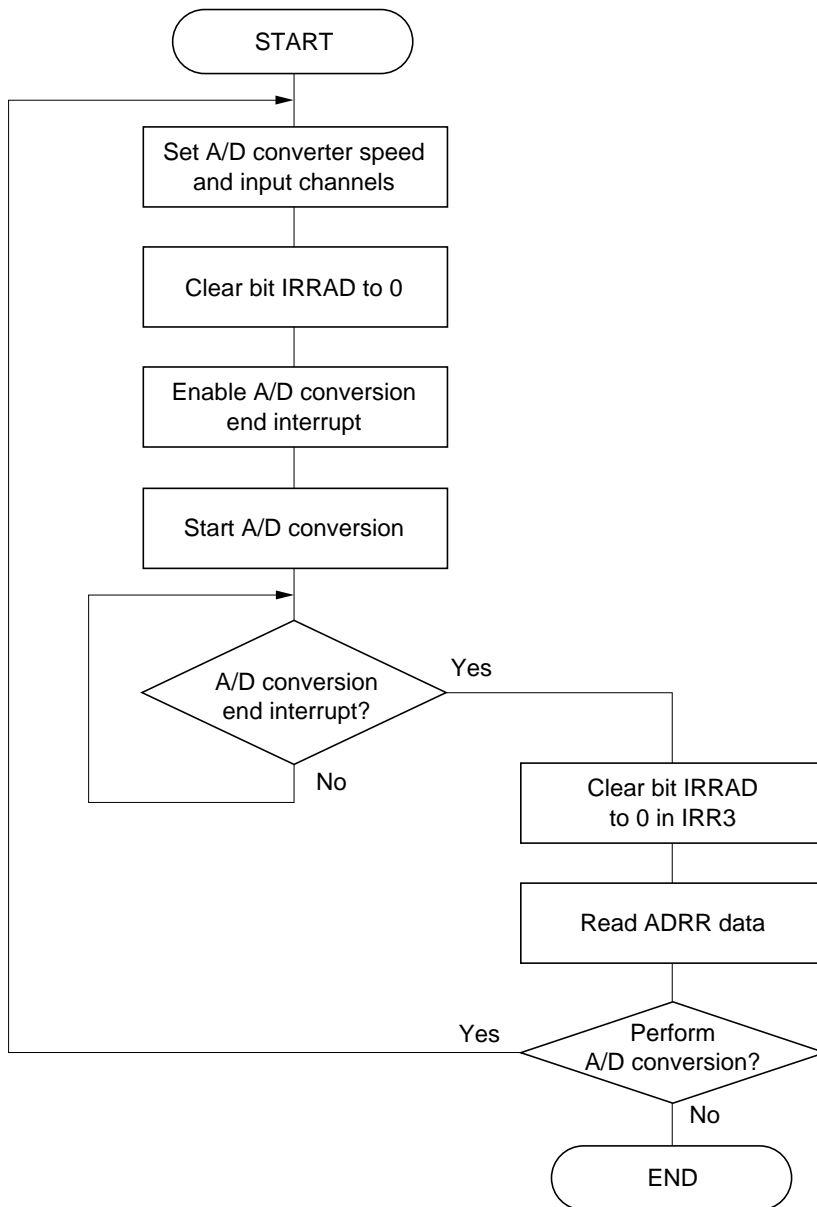 START
Set A/D converter speed
and input channels
Clear bit IRRAD to 0
Enable A/D conversion
end interrupt
Start A/D conversion
A/D conversion
end interrupt?
Yes
No
Clear bit IRRAD
to 0 in IRR3
Read ADRR data
Perform
A/D conversion?
Yes
No
END